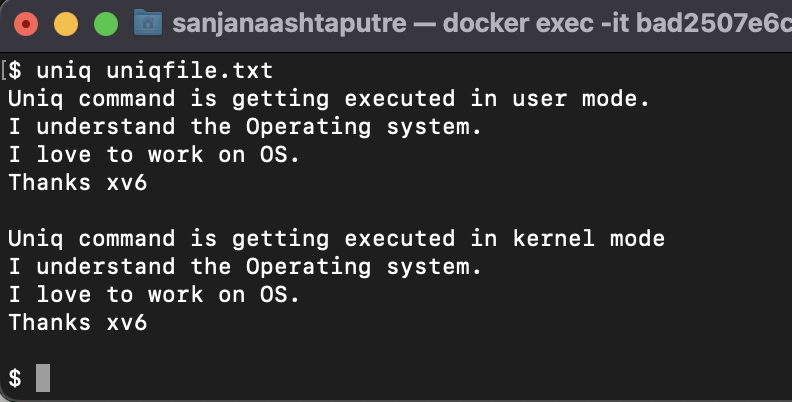 sanjanaashtaputre — docker exec -it bad2507e6c
[$ uniq uniqfile.txt
Uniq command is getting executed in user mode.
I understand the Operating system.
I love to work on OS.
Thanks xv6
Uniq command is getting executed in kernel mode
I understand the Operating system.
I love to work on OS.
Thanks xv6
$